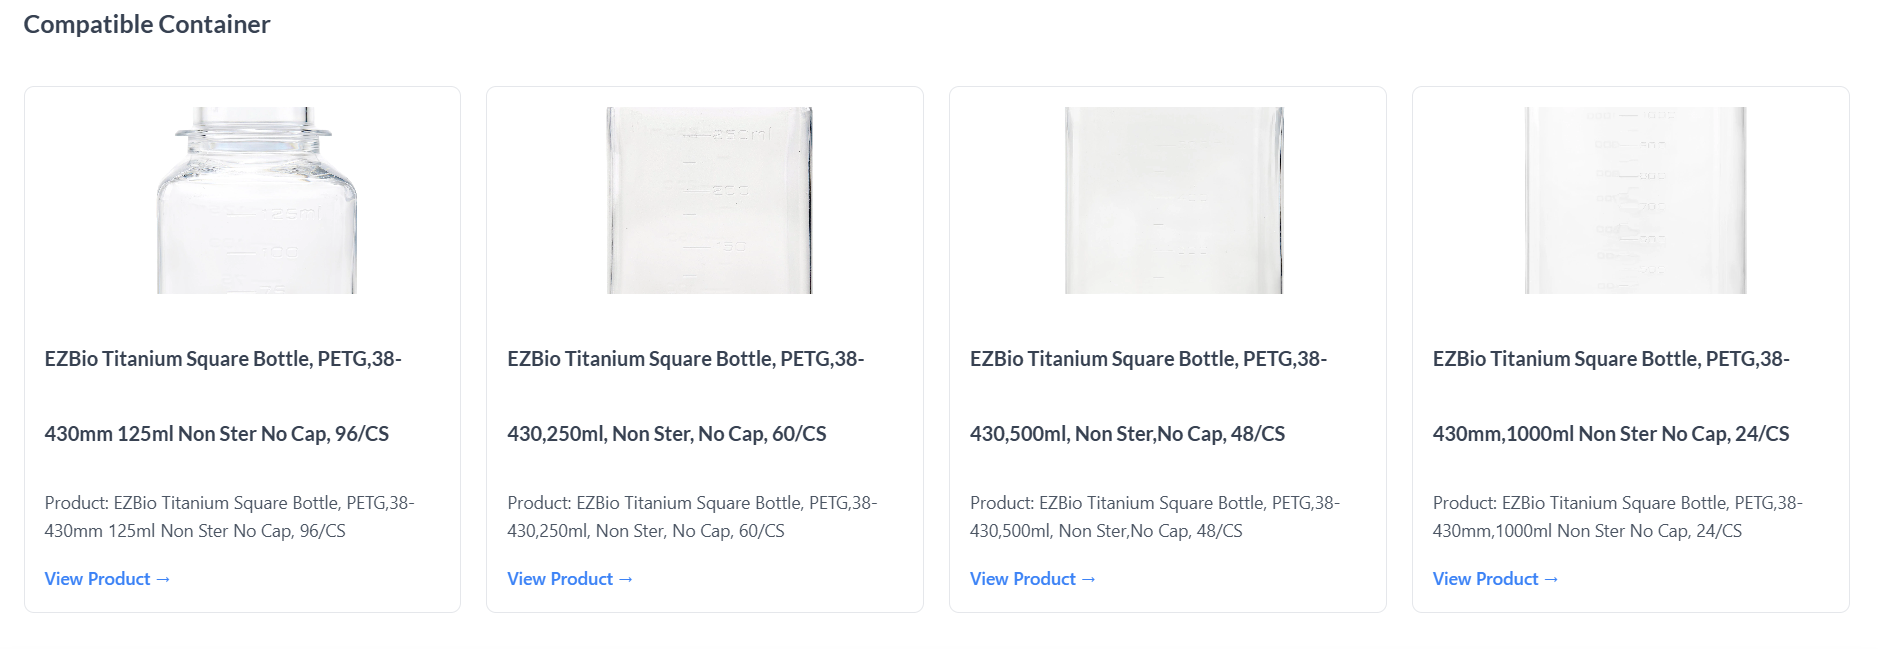 Compatible Container
125ml
100
250ml
200
150
EZBio Titanium Square Bottle, PETG,38-
430mm 125ml Non Ster No Cap, 96/CS
Product: EZBio Titanium Square Bottle, PETG,38-
430mm 125ml Non Ster No Cap, 96/CS
View Product →
EZBio Titanium Square Bottle, PETG,38-
430,250ml, Non Ster, No Cap, 60/CS
Product: EZBio Titanium Square Bottle, PETG,38-
430,250ml, Non Ster, No Cap, 60/CS
View Product →
EZBio Titanium Square Bottle, PETG,38-
430,500ml, Non Ster,No Cap, 48/CS
Product: EZBio Titanium Square Bottle, PETG,38-
430,500ml, Non Ster,No Cap, 48/CS
View Product →
EZBio Titanium Square Bottle, PETG,38-
430mm,1000ml Non Ster No Cap, 24/CS
Product: EZBio Titanium Square Bottle, PETG,38-
430mm,1000ml Non Ster No Cap, 24/CS
View Product →